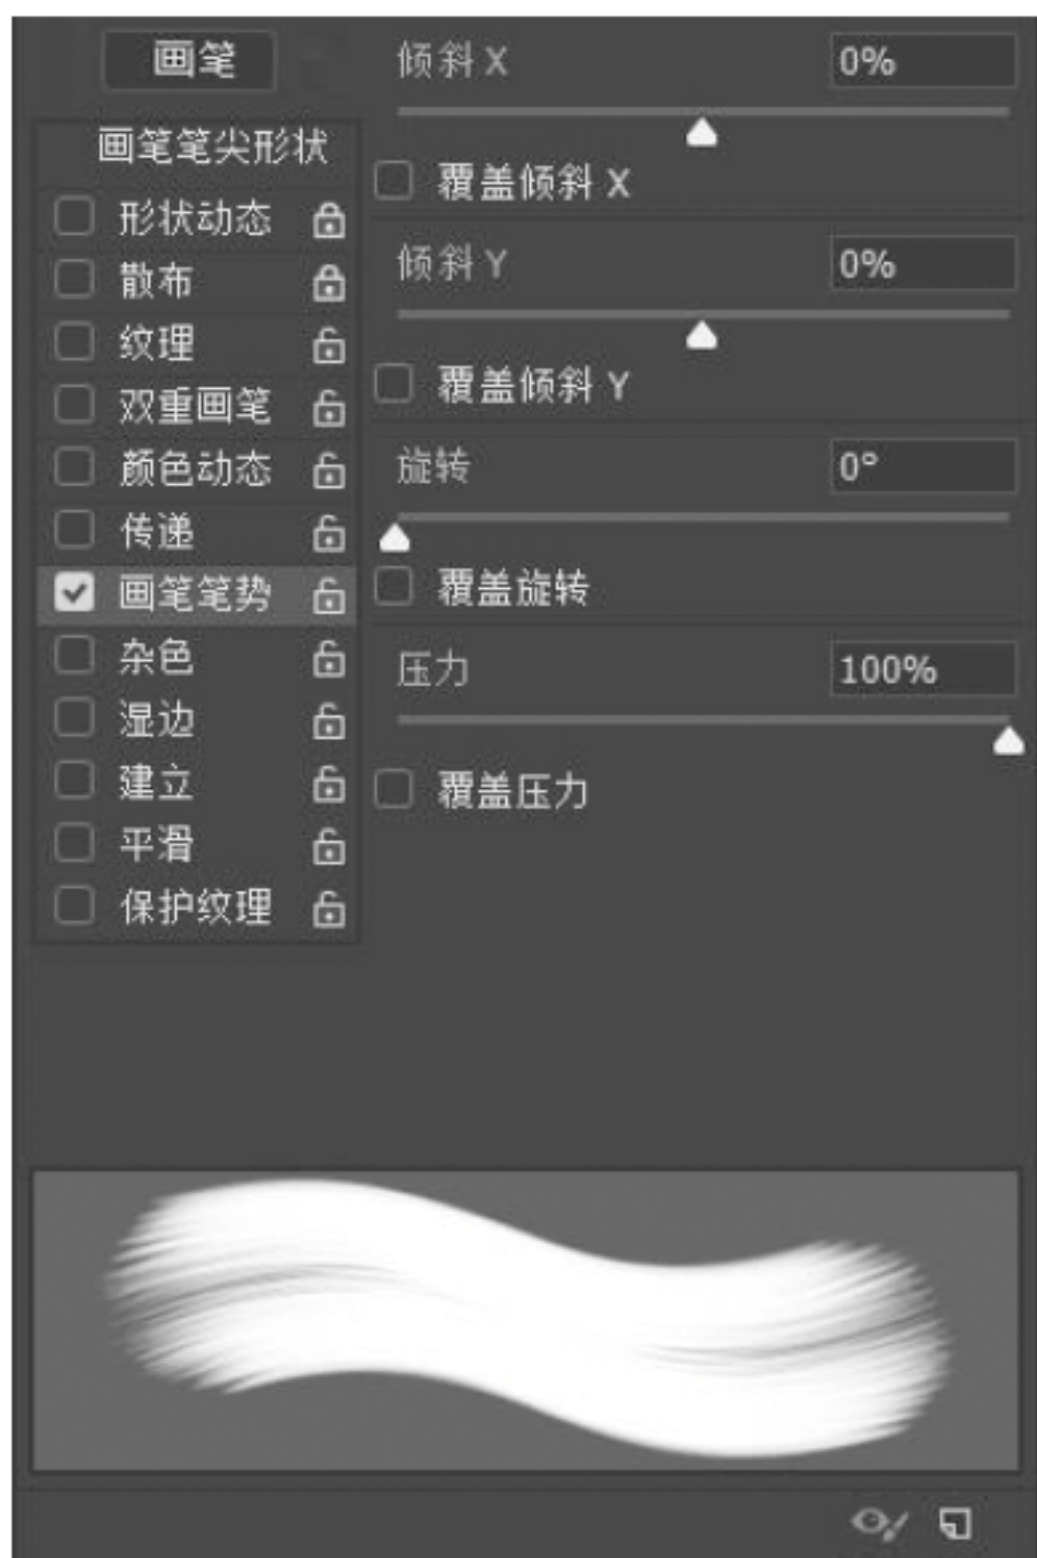 画笔
画笔笔尖形状
形状动态
散布
纹理
双重画笔
颜色动态
传递
画笔笔势
杂色
湿边
建立
平滑
保护纹理
倾斜 X 0%
覆盖倾斜 X
倾斜 Y 0%
覆盖倾斜 Y
旋转 0°
覆盖旋转
压力 100%
覆盖压力